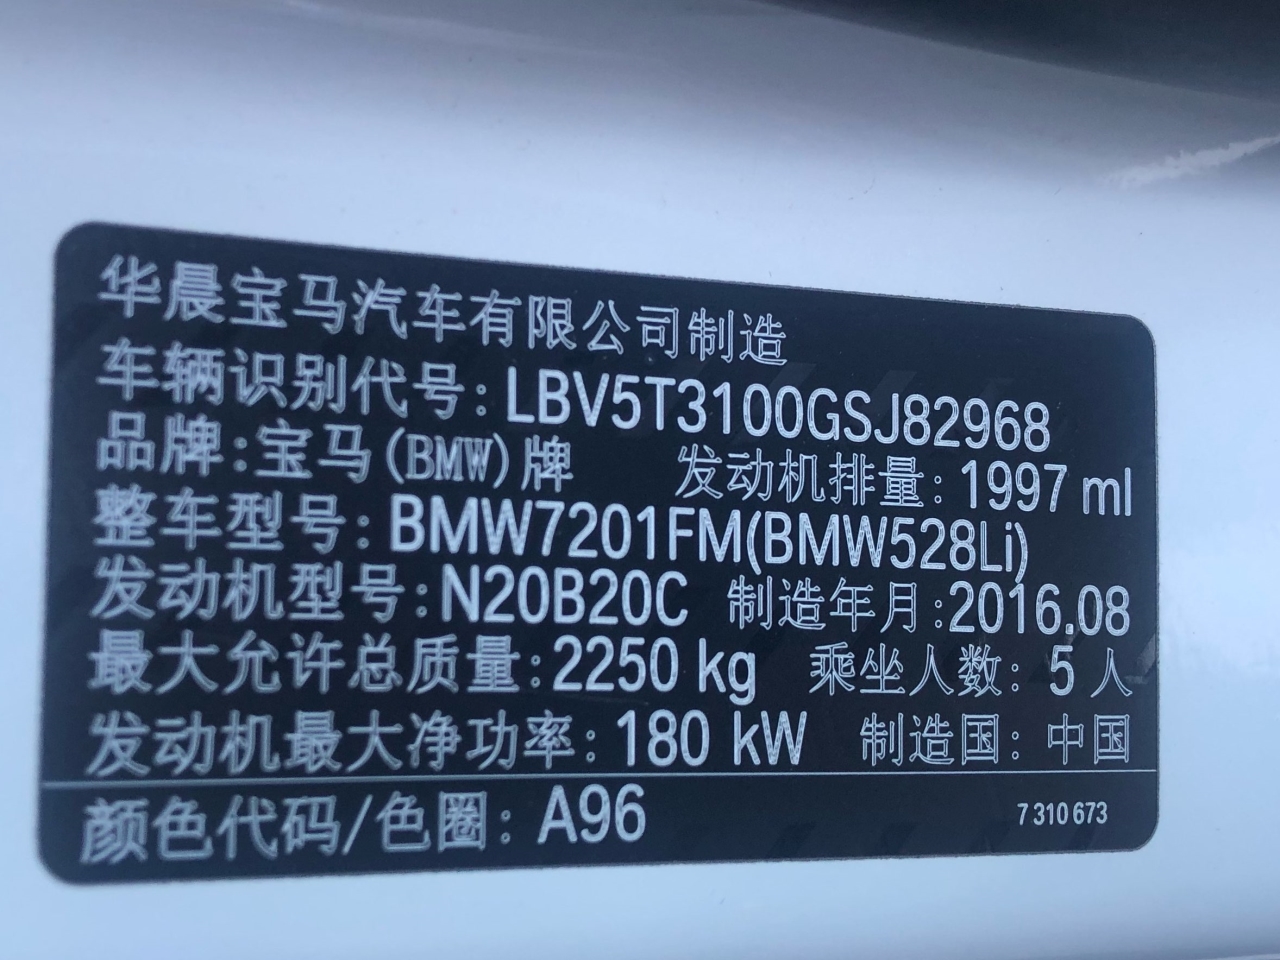 华晨宝马汽车有限公司制造
车辆识别代号: LBV5T3100GSJ82968
品牌:宝马(BMW)牌 发动机排量: 1997 ml
整车型号: BMW7201FM(BMW528Li)
发动机型号: N20B20C 制造年月:2016.08
最大允许总质量:2250 kg 乘坐人数: 5 人
发动机最大净功率: 180 kW 制造国: 中国
颜色代码/色圈: A96 7 310 673